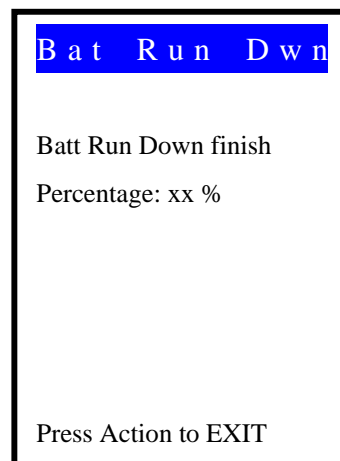 Bat Run Dwn
Batt Run Down finish
Percentage: xx %
Press Action to EXIT